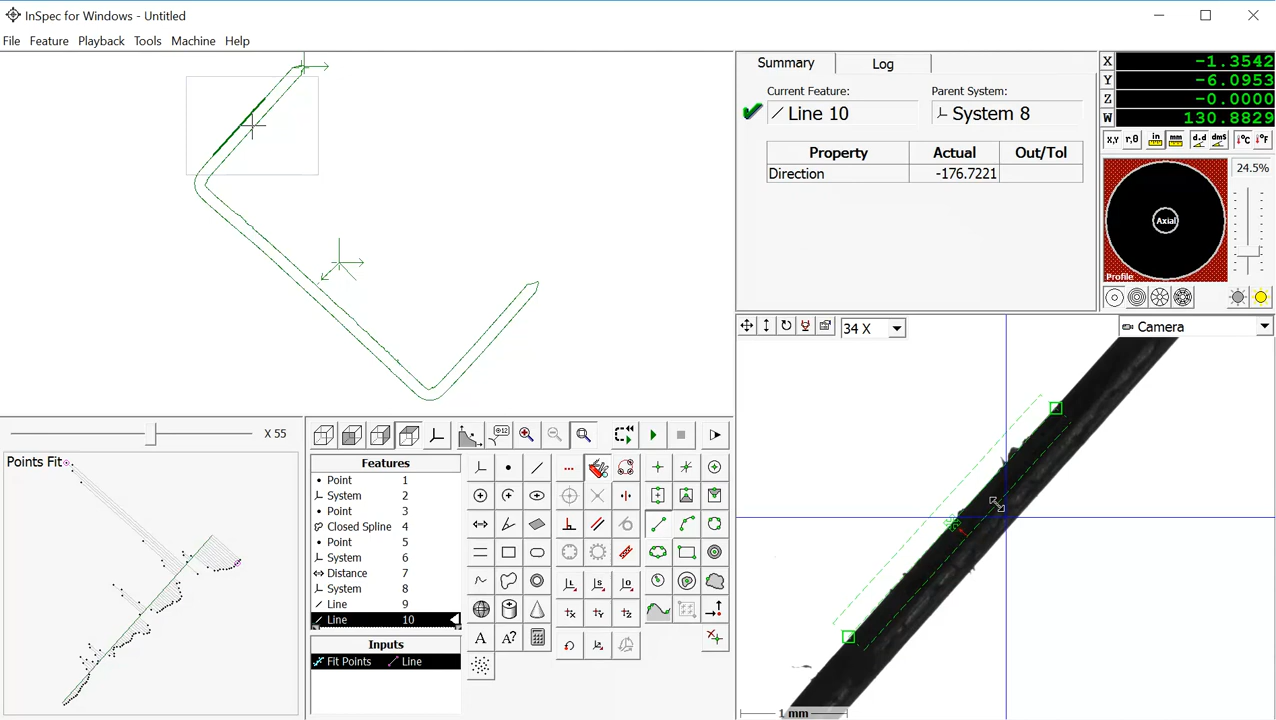 InSpec for Windows - Untitled
File Feature Playback Tools Machine Help
Summary Log
Current Feature: Parent System:
Line 10 System 8
Property Actual Out/Tol
Direction -176.7221
X -1.3542
Y -6.0953
Z -0.0000
W 130.8829
x,y r,θ in mm d.d dms °C °F
24.5%
Axial
Profile
34 X
Camera
1 mm
X 55
Points Fit
Features
Point 1
System 2
Point 3
Closed Spline 4
Point 5
System 6
Distance 7
System 8
Line 9
Line 10
Inputs
Fit Points Line
A A?